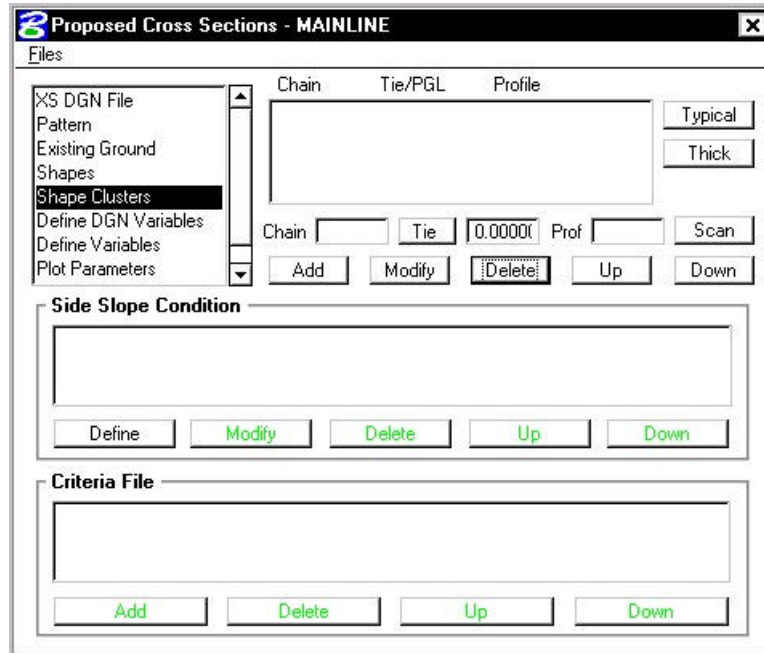 Proposed Cross Sections - MAINLINE
Files
XS DGN File
Pattern
Existing Ground
Shapes
Shape Clusters
Define DGN Variables
Define Variables
Plot Parameters
Chain Tie/PGL Profile
Typical
Thick
Chain Tie 0.0000( Prof Scan
Add Modify Delete Up Down
Side Slope Condition
Define Modify Delete Up Down
Criteria File
Add Delete Up Down